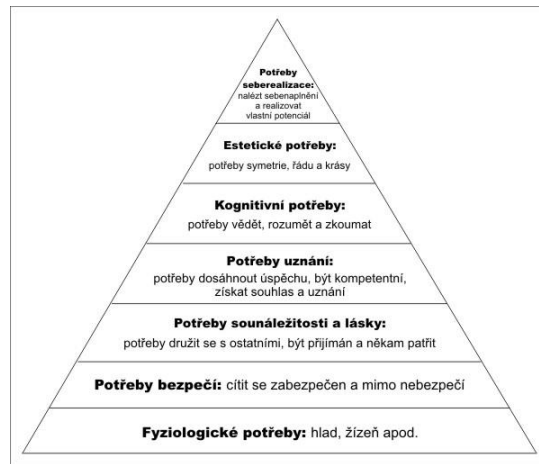 Potřeby
seberealizace:
nalézt sebenaplnění
a realizovat
vlastní potenciál
Estetické potřeby:
potřeby symetrie, řádu a krásy
Kognitivní potřeby:
potřeby vědět, rozumět a zkoumat
Potřeby uznání:
potřeby dosáhnout úspěchu, být kompetentní,
získat souhlas a uznání
Potřeby sounáležitosti a lásky:
potřeby družit se s ostatními, být přijímán a někam patřit
Potřeby bezpečí: cítit se zabezpečen a mimo nebezpečí
Fyziologické potřeby: hlad, žízeň apod.